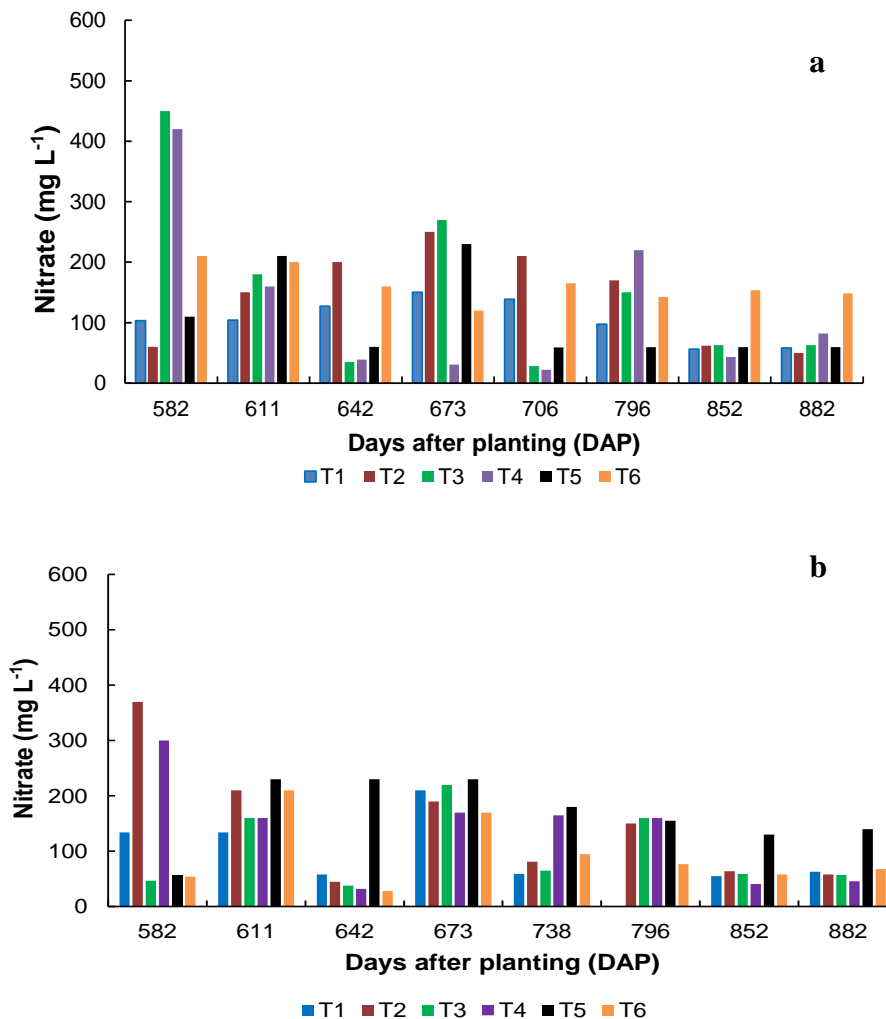 a
Nitrate (mg L⁻¹)
600
500
400
300
200
100
0
582 611 642 673 706 796 852 882
Days after planting (DAP)
T1 T2 T3 T4 T5 T6
b
Nitrate (mg L⁻¹)
600
500
400
300
200
100
0
582 611 642 673 738 796 852 882
Days after planting (DAP)
T1 T2 T3 T4 T5 T6